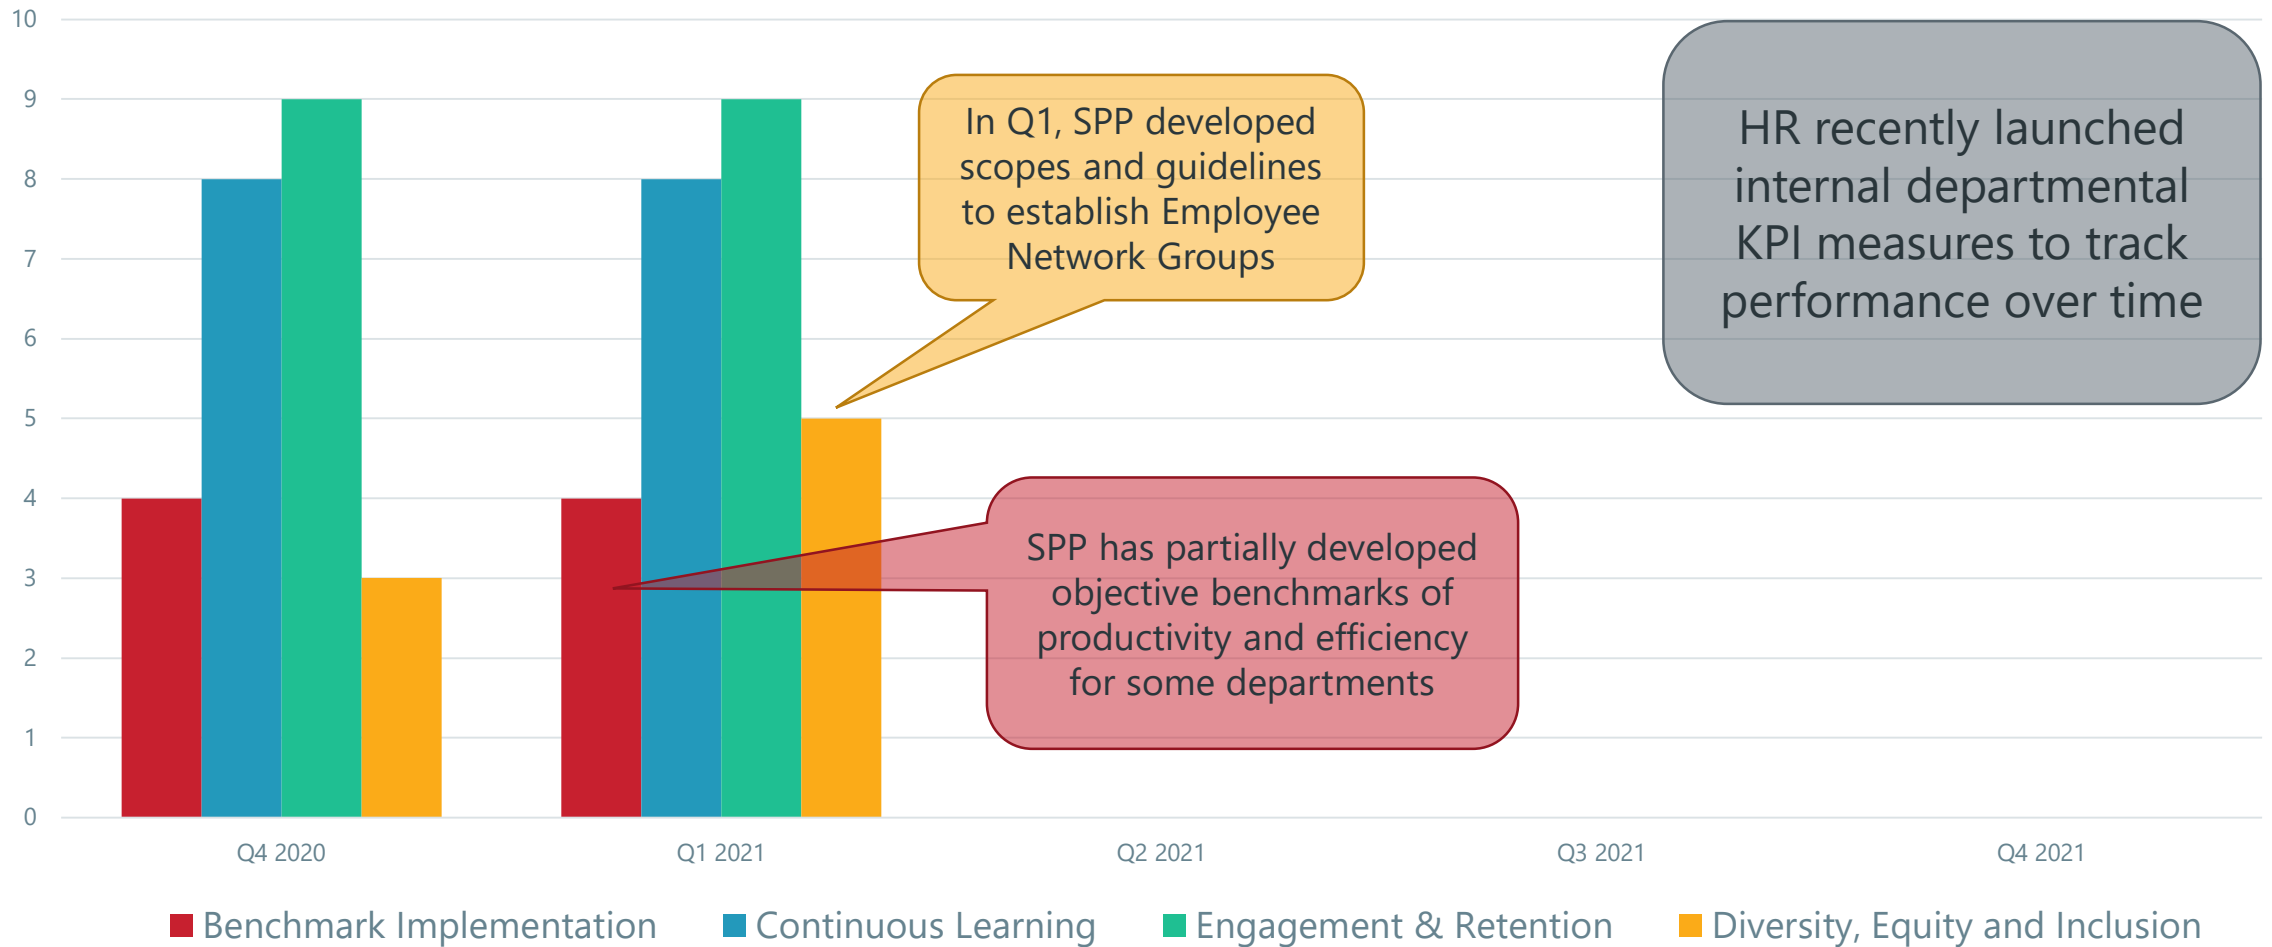 10
9
8
7
6
5
4
3
2
1
0
In Q1, SPP developed
scopes and guidelines
to establish Employee
Network Groups
HR recently launched
internal departmental
KPI measures to track
performance over time
SPP has partially developed
objective benchmarks of
productivity and efficiency
for some departments
Q4 2020
Q1 2021
Q2 2021
Q3 2021
Q4 2021
Benchmark Implementation
Continuous Learning
Engagement & Retention
Diversity, Equity and Inclusion